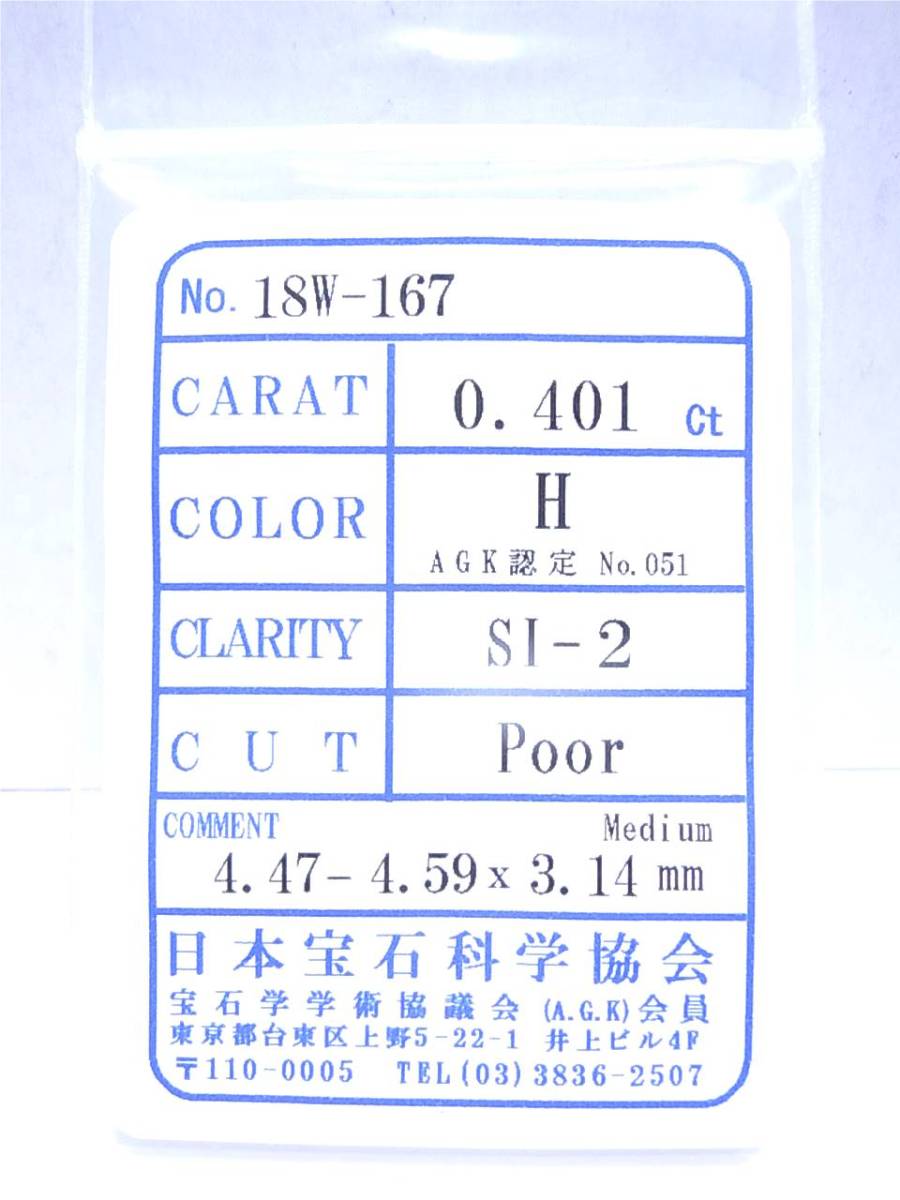 No. 18W-167
CARAT 0.401 Ct
COLOR H
AGK認定 No.051
CLARITY SI-2
CUT Poor
COMMENT Medium
4.47- 4.59 x 3.14 mm
日本宝石科学協会
宝石学学術協議会 (A.G.K)会員
東京都台東区上野5-22-1 井上ビル4F
〒110-0005 TEL(03)3836-2507